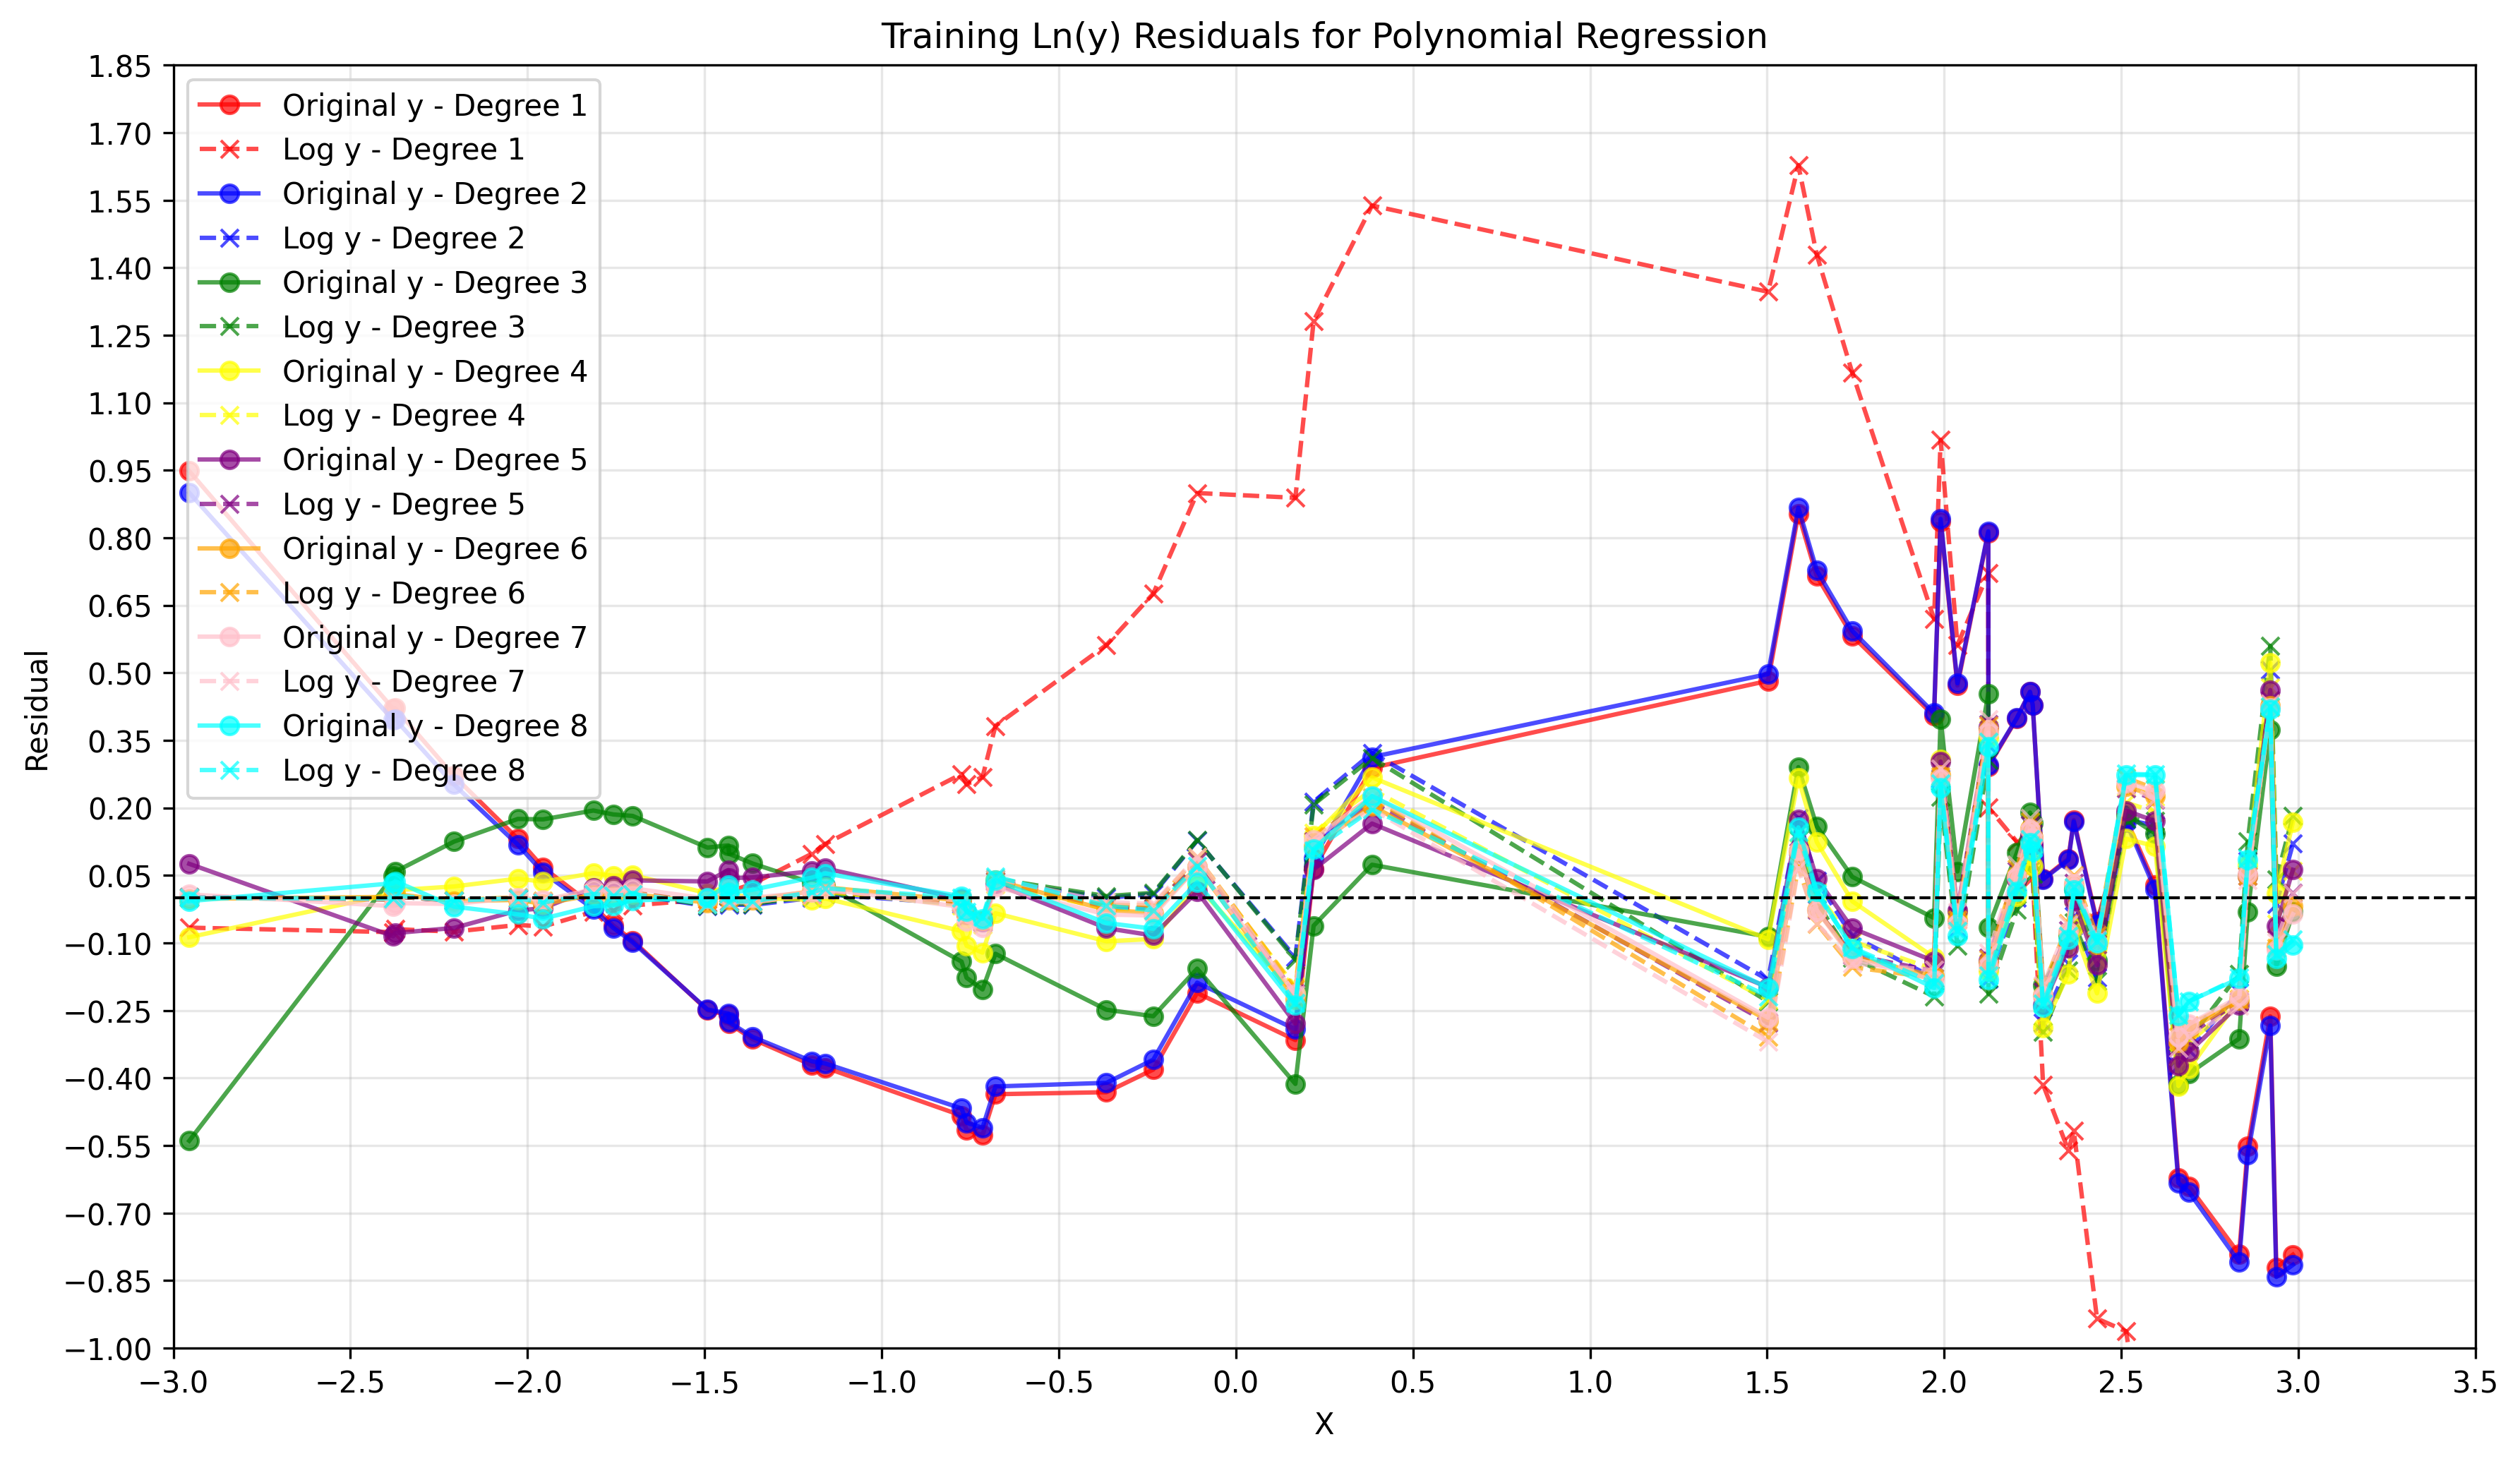 Training Ln(y) Residuals for Polynomial Regression
1.85
1.70
1.55
1.40
1.25
1.10
0.95
0.80
0.65
0.50
0.35
0.20
0.05
−0.10
−0.25
−0.40
−0.55
−0.70
−0.85
−1.00
Residual
Original y - Degree 1
Log y - Degree 1
Original y - Degree 2
Log y - Degree 2
Original y - Degree 3
Log y - Degree 3
Original y - Degree 4
Log y - Degree 4
Original y - Degree 5
Log y - Degree 5
Original y - Degree 6
Log y - Degree 6
Original y - Degree 7
Log y - Degree 7
Original y - Degree 8
Log y - Degree 8
−3.0 −2.5 −2.0 −1.5 −1.0 −0.5 0.0 0.5 1.0 1.5 2.0 2.5 3.0 3.5
X